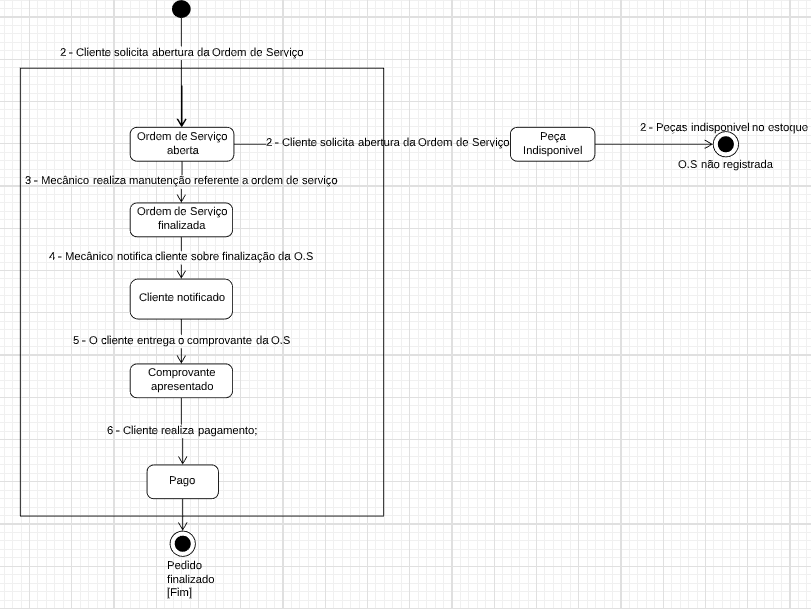 2 - Cliente solicita abertura da Ordem de Serviço
Ordem de Serviço
aberta
2 - Cliente solicita abertura da Ordem de Serviço
Peça
Indisponivel
2 - Peças indisponivel no estoque
O.S não registrada
3 - Mecânico realiza manutenção referente a ordem de serviço
Ordem de Serviço
finalizada
4 - Mecânico notifica cliente sobre finalização da O.S
Cliente notificado
5 - O cliente entrega o comprovante da O.S
Comprovante
apresentado
6 - Cliente realiza pagamento;
Pago
Pedido
finalizado
[Fim]